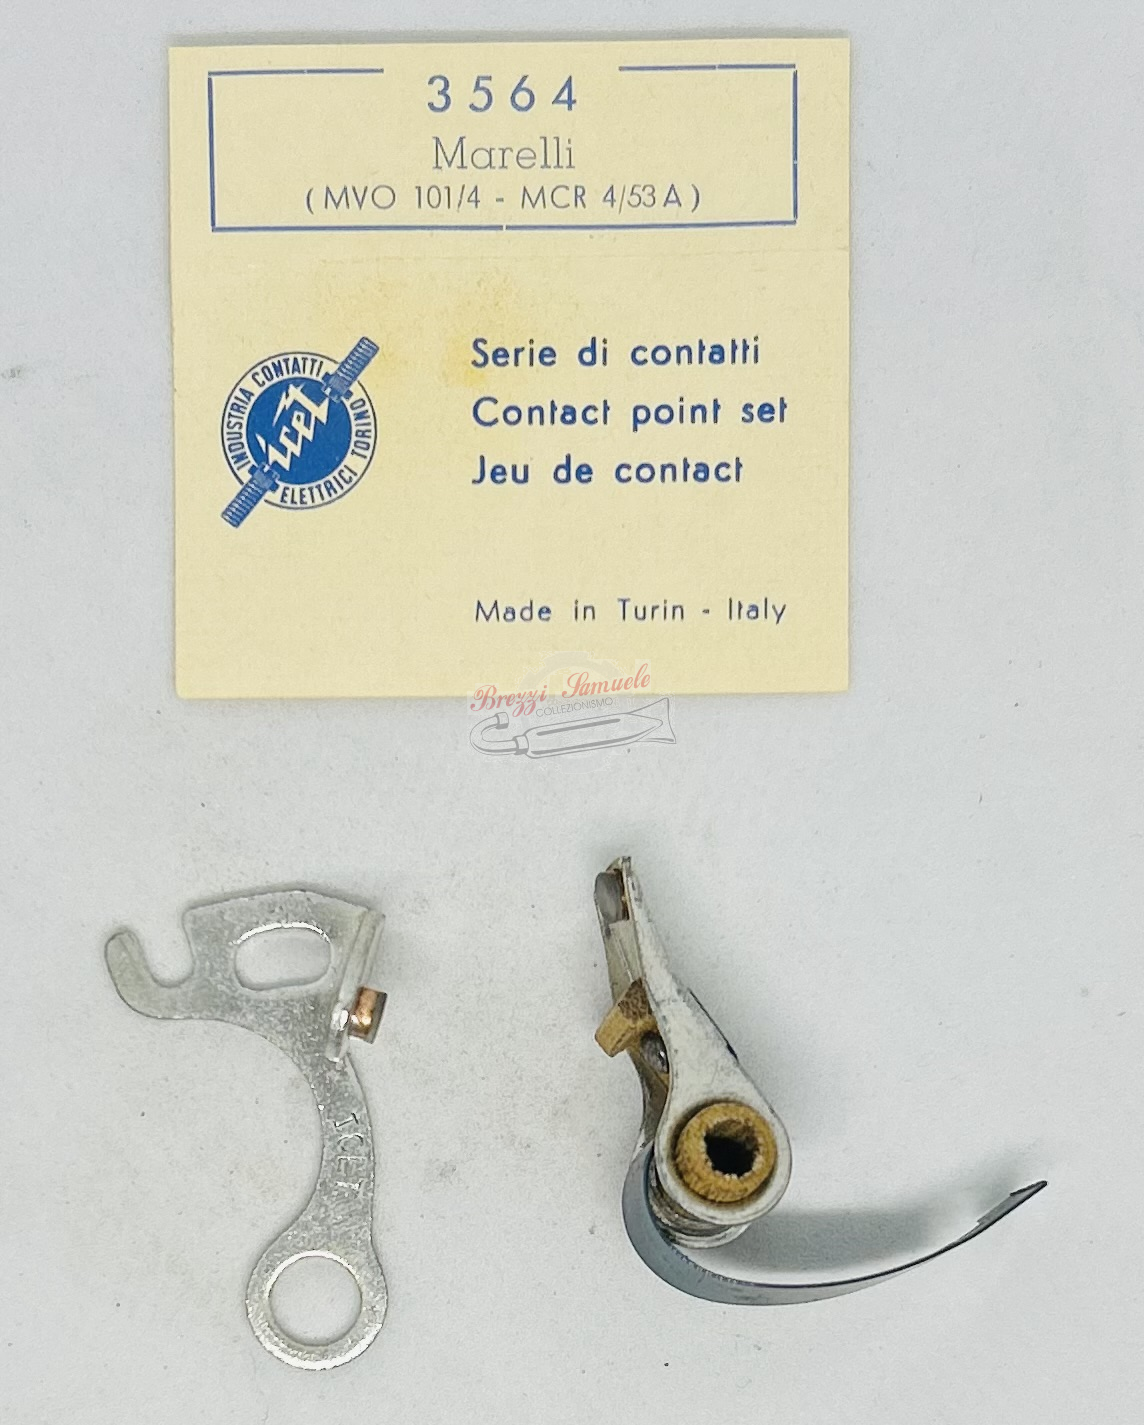 3564
Marelli
(MVO 101/4 - MCR 4/53A)
INDUSTRIA CONTATTI
ELETTRICI TORINO
icet
Serie di contatti
Contact point set
Jeu de contact
Made in Turin - Italy
Brezzi Samuele
COLLEZIONISMO
ICET